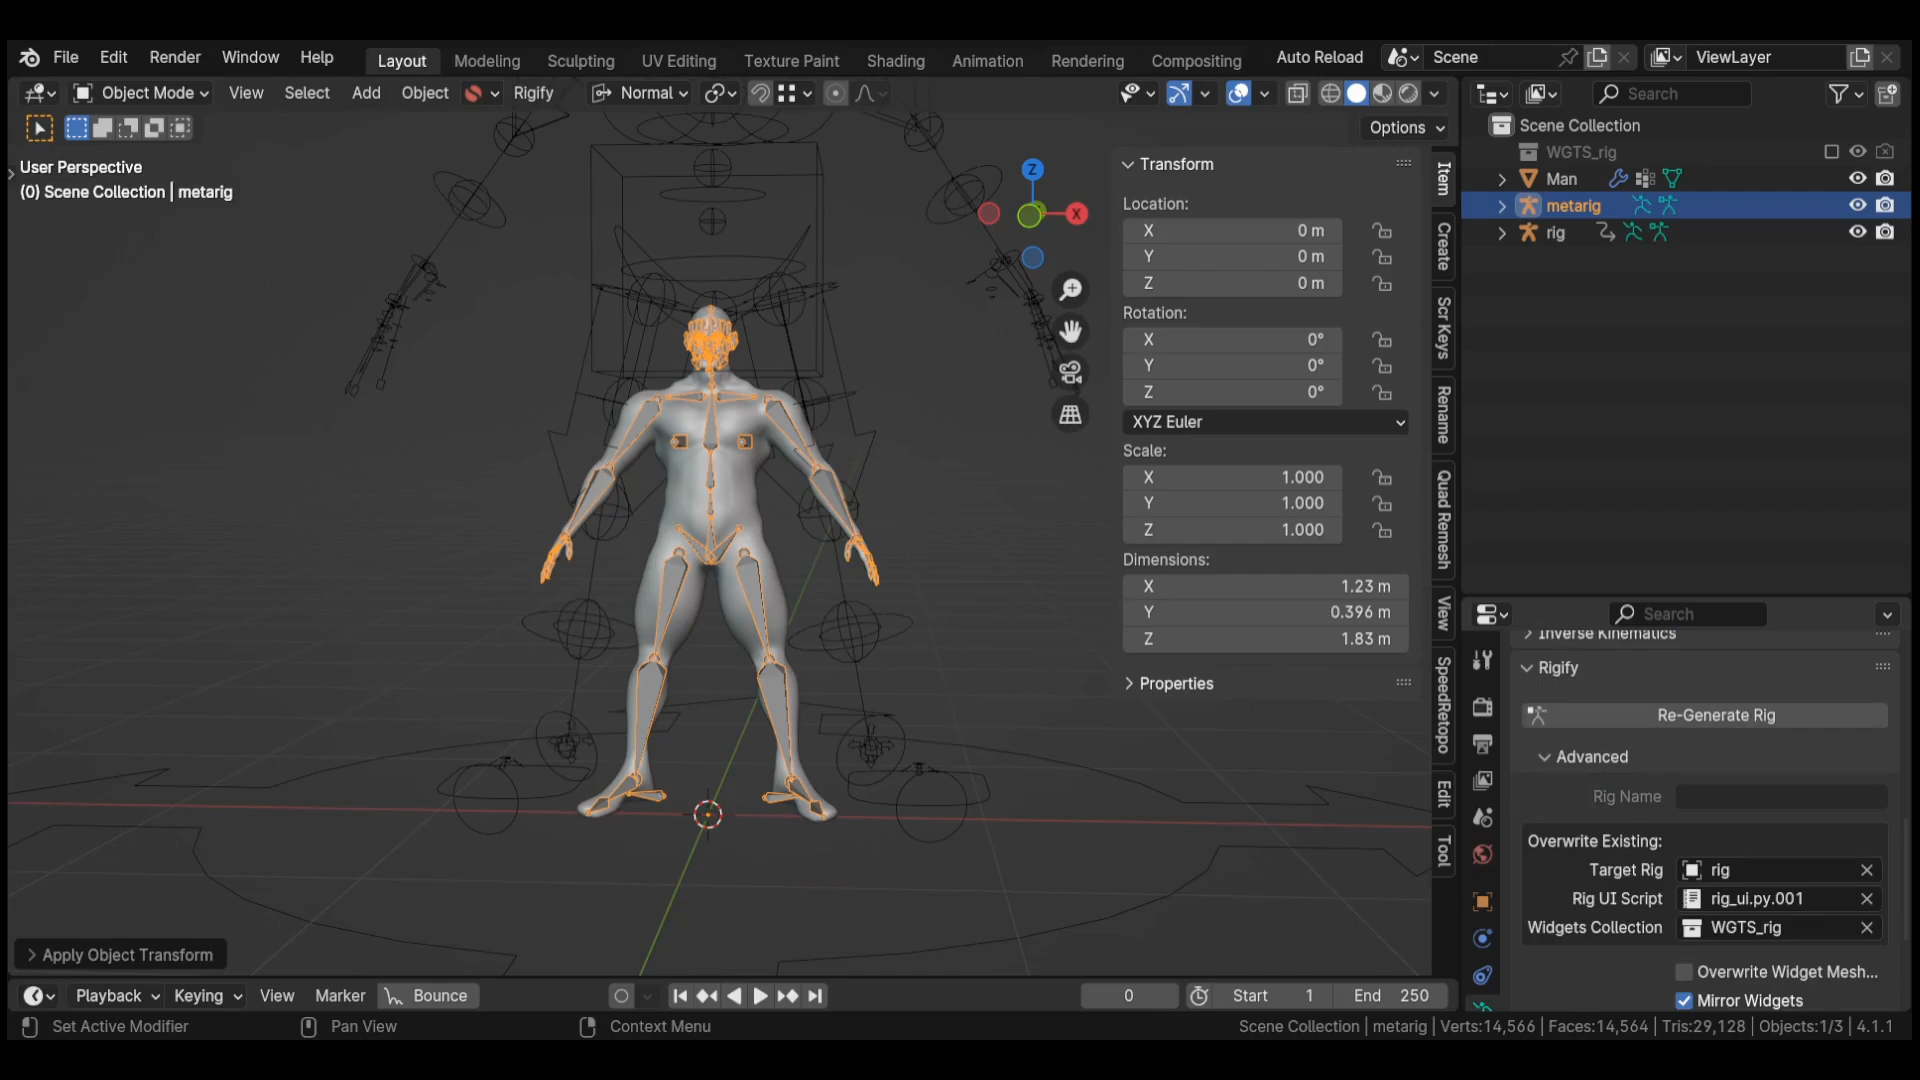 File Edit Render Window Help Layout Modeling Sculpting UV Editing Texture Paint Shading Animation Rendering Compositing Auto Reload Scene ViewLayer
Object Mode View Select Add Object Rigify Normal Search
Options
User Perspective
(0) Scene Collection | metarig
Z
X
Transform
Location:
X 0 m
Y 0 m
Z 0 m
Rotation:
X 0°
Y 0°
Z 0°
XYZ Euler
Scale:
X 1.000
Y 1.000
Z 1.000
Dimensions:
X 1.23 m
Y 0.396 m
Z 1.83 m
Properties
Item
Create
Scr Keys
Rename
Quad Remesh
View
SpeedRetopo
Edit
Tool
Scene Collection
WGTS_rig
Man
metarig
rig
Search
Inverse Kinematics
Rigify
Re-Generate Rig
Advanced
Rig Name
Overwrite Existing:
Target Rig rig
Rig UI Script rig_ui.py.001
Widgets Collection WGTS_rig
Overwrite Widget Mesh...
Mirror Widgets
Apply Object Transform
Playback Keying View Marker Bounce 0 Start 1 End 250
Set Active Modifier Pan View Context Menu Scene Collection | metarig | Verts:14,566 | Faces:14,564 | Tris:29,128 | Objects:1/3 | 4.1.1